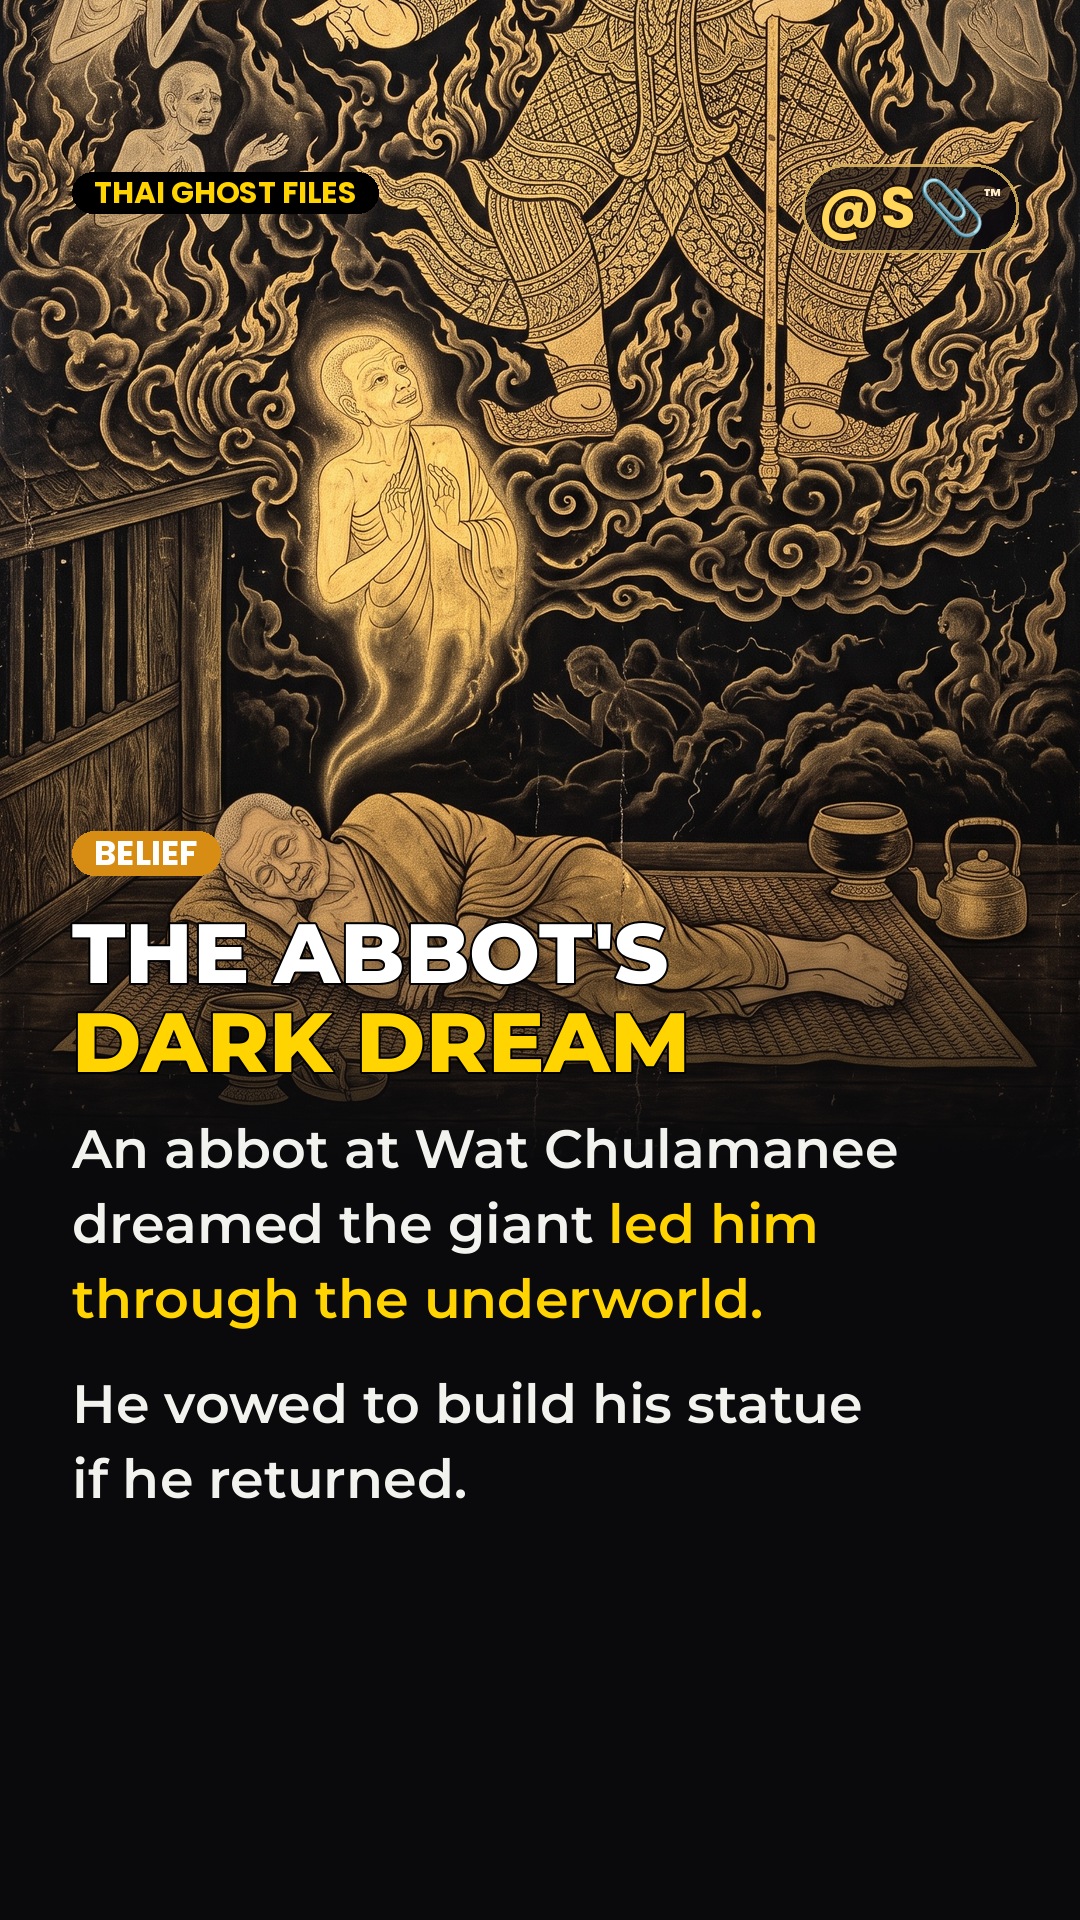 THAI GHOST FILES
@S📎™
BELIEF
THE ABBOT'S
DARK DREAM
An abbot at Wat Chulamanee
dreamed the giant led him
through the underworld.
He vowed to build his statue
if he returned.